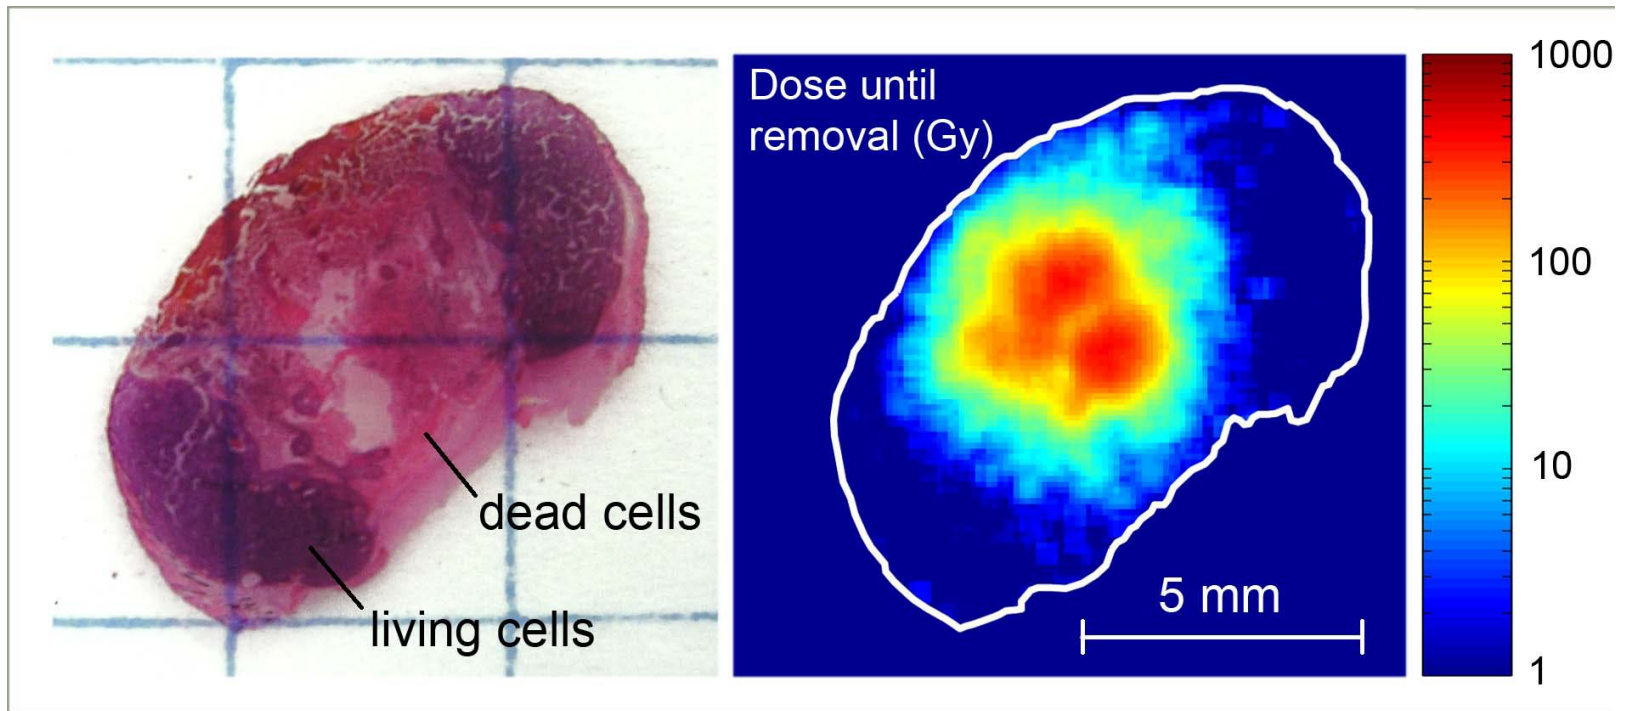 dead cells
living cells
Dose until
removal (Gy)
5 mm
1000
100
10
1